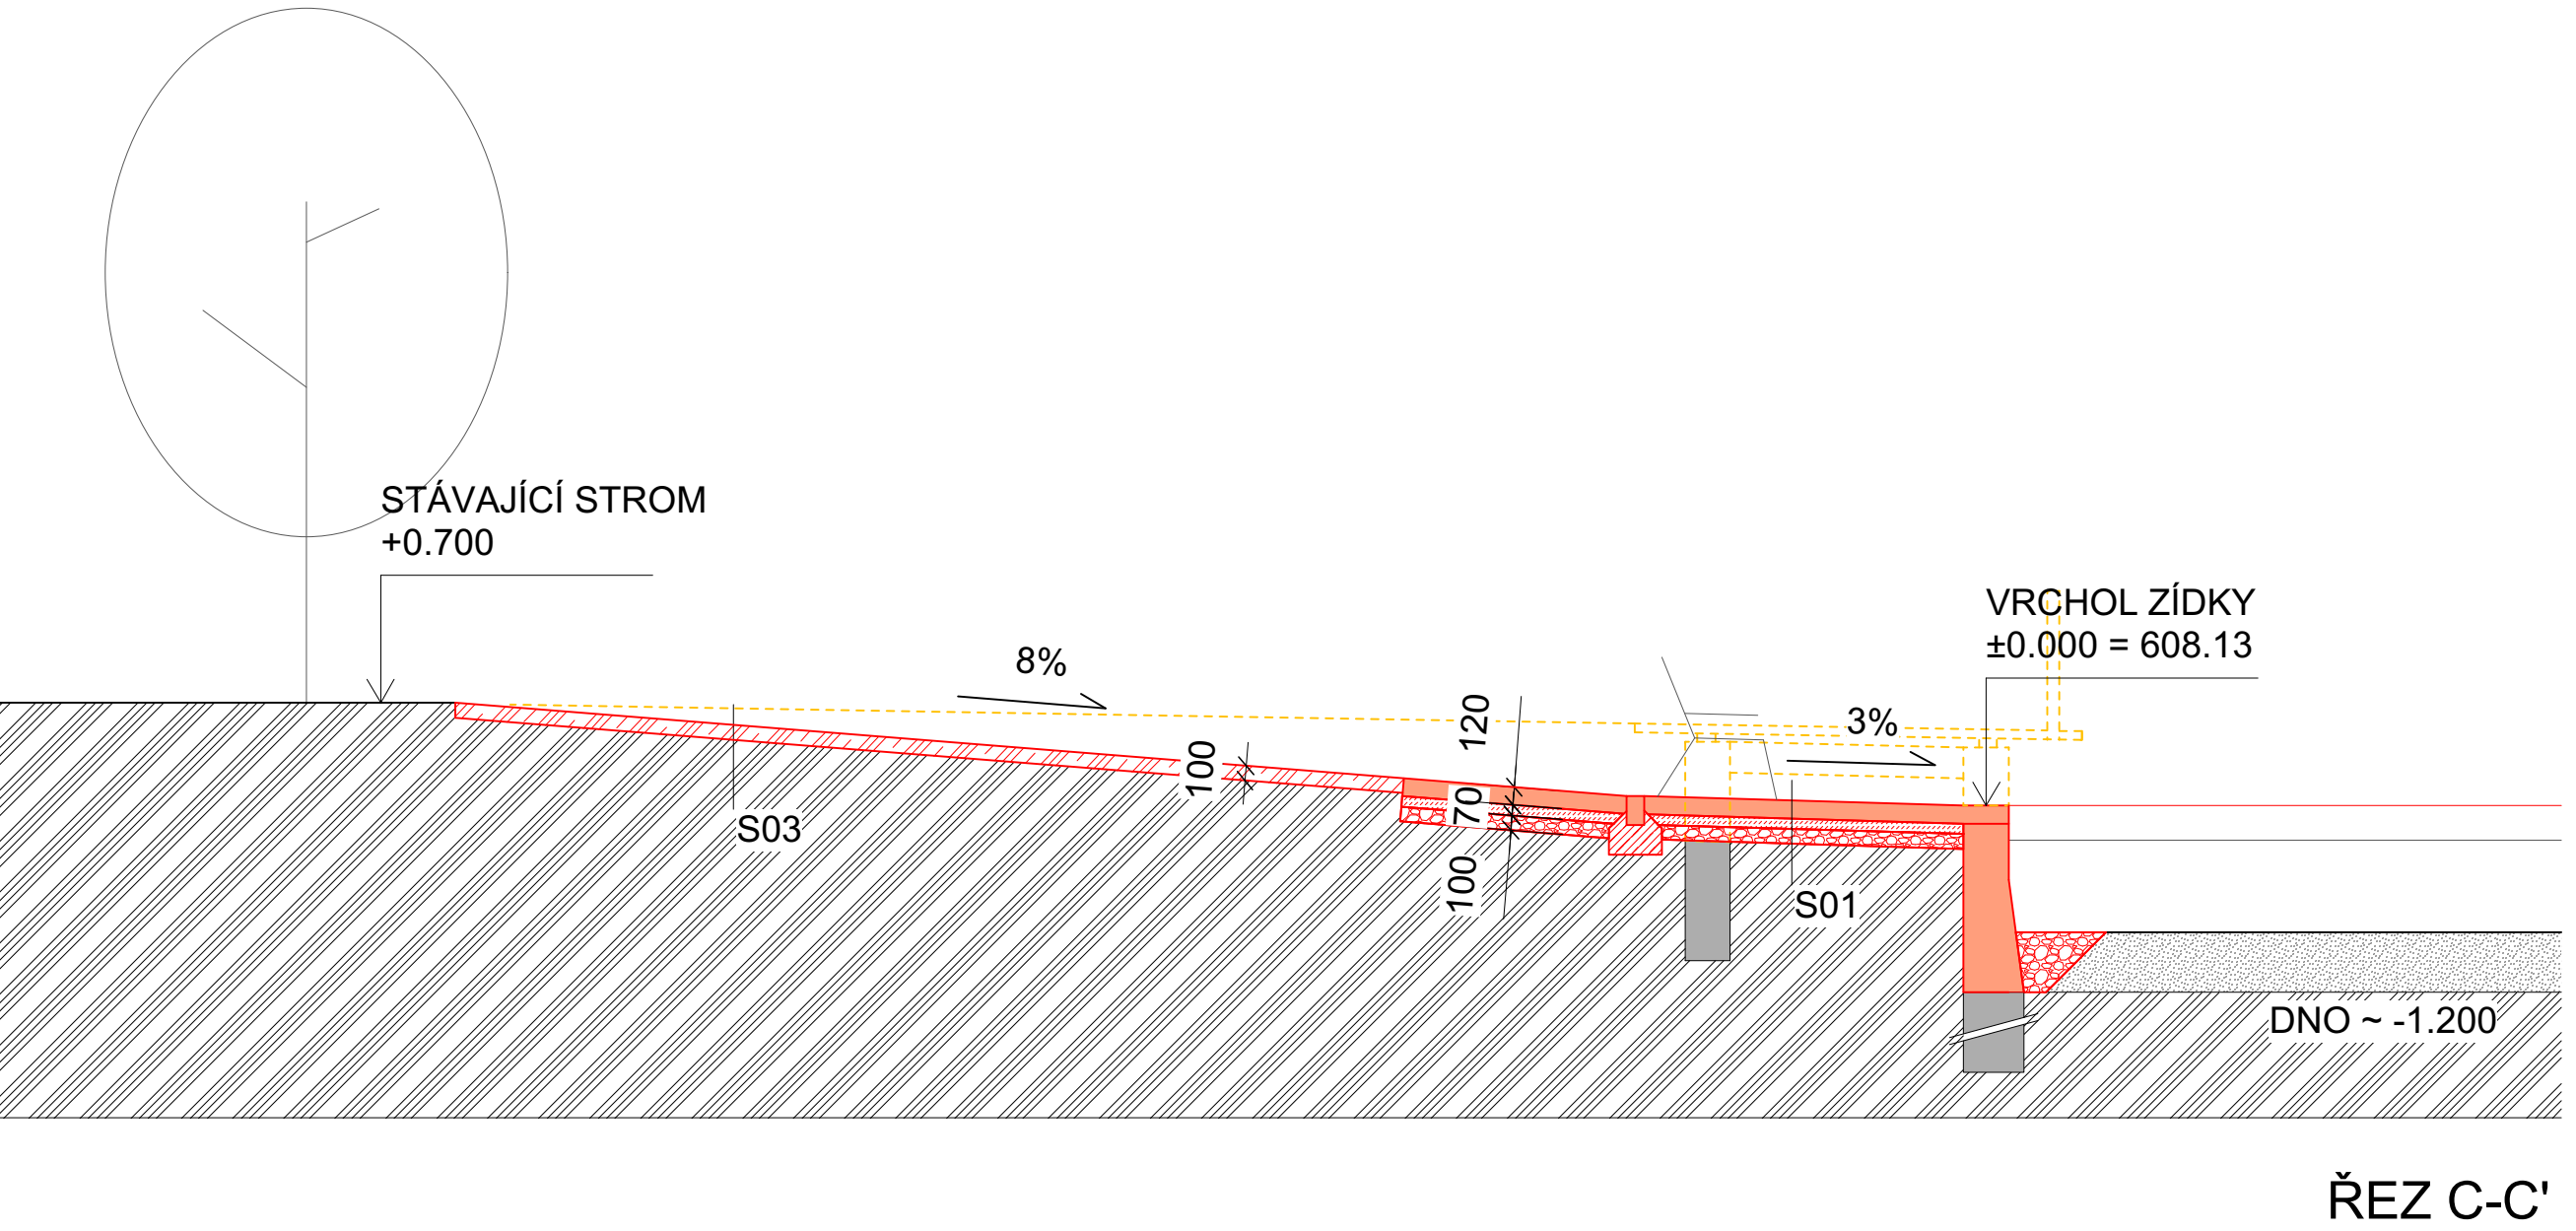 STÁVAJÍCÍ STROM
+0.700
VRCHOL ZÍDKY
±0.000 = 608.13
8%
3%
120
100
70
100
S03
S01
DNO ~ -1.200
ŘEZ C-C'